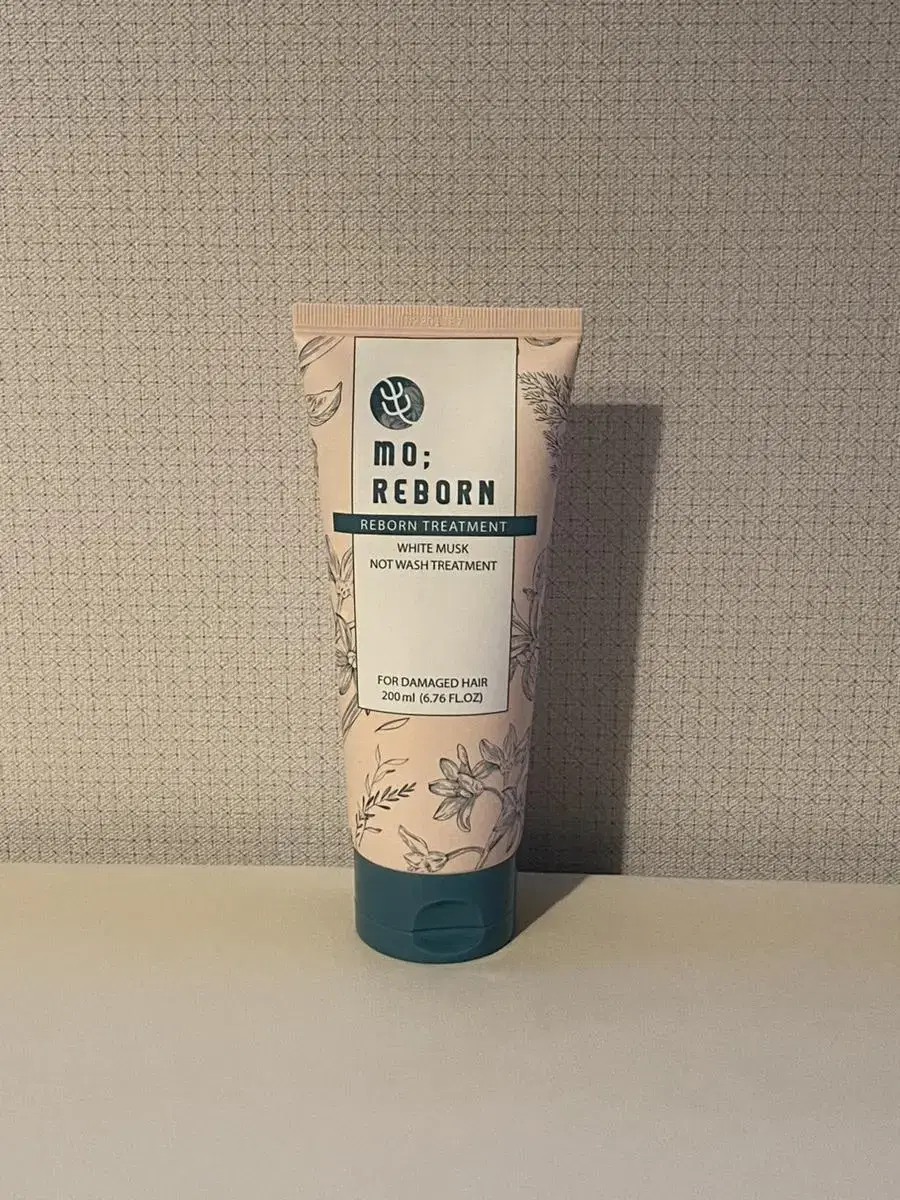 MO;
REBORN
REBORN TREATMENT
WHITE MUSK
NOT WASH TREATMENT
FOR DAMAGED HAIR
200ml (6.76 FL.OZ)